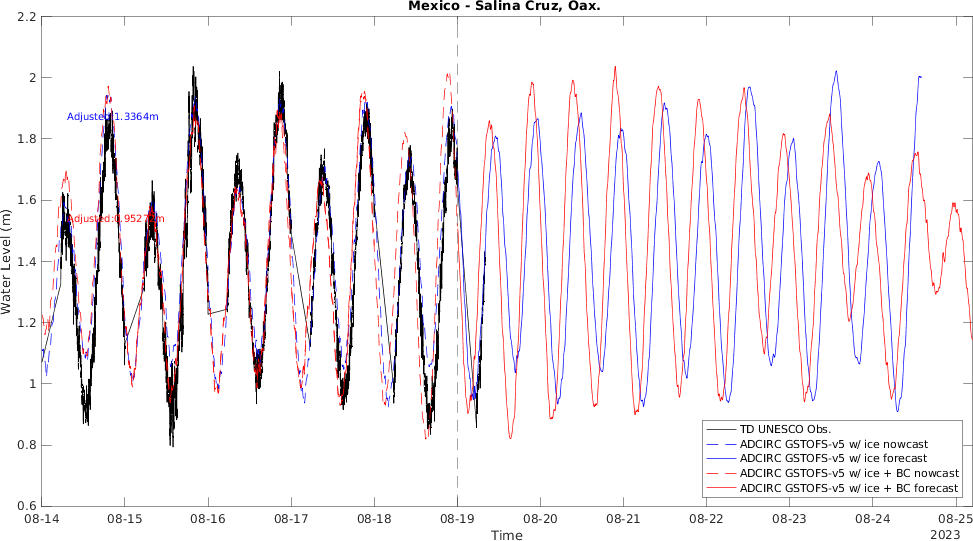 Mexico - Salina Cruz, Oax.
2.2
2
1.8
1.6
1.4
1.2
1
0.8
0.6
Water Level (m)
Adjusted:1.3364m
TD UNESCO Obs.
ADCIRC GSTOFS-v5 w/ ice nowcast
ADCIRC GSTOFS-v5 w/ ice forecast
ADCIRC GSTOFS-v5 w/ ice + BC nowcast
ADCIRC GSTOFS-v5 w/ ice + BC forecast
08-14 08-15 08-16 08-17 08-18 08-19 08-20 08-21 08-22 08-23 08-24 08-25
Time
2023